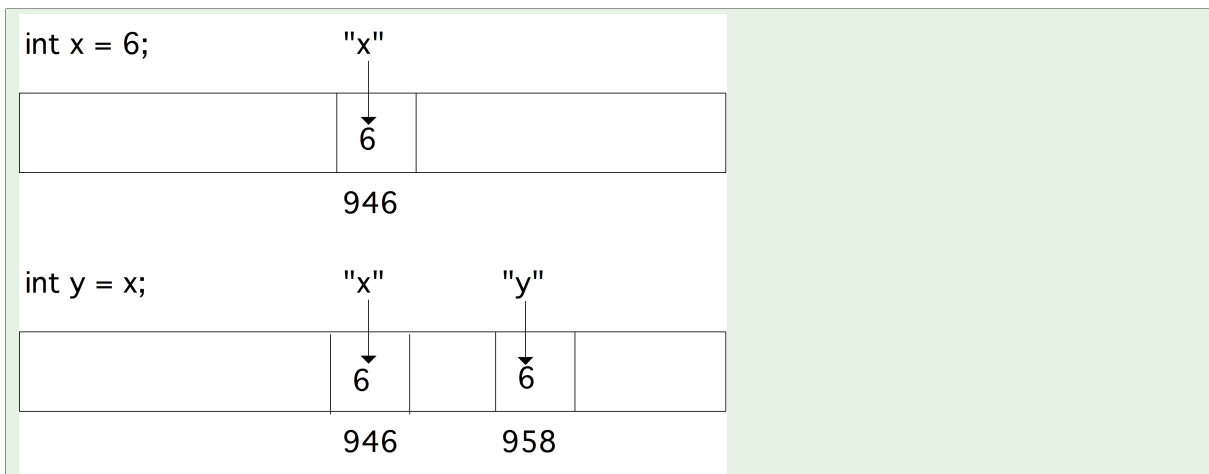 int x = 6; "x"
6
946
int y = x; "x" "y"
6 6
946 958